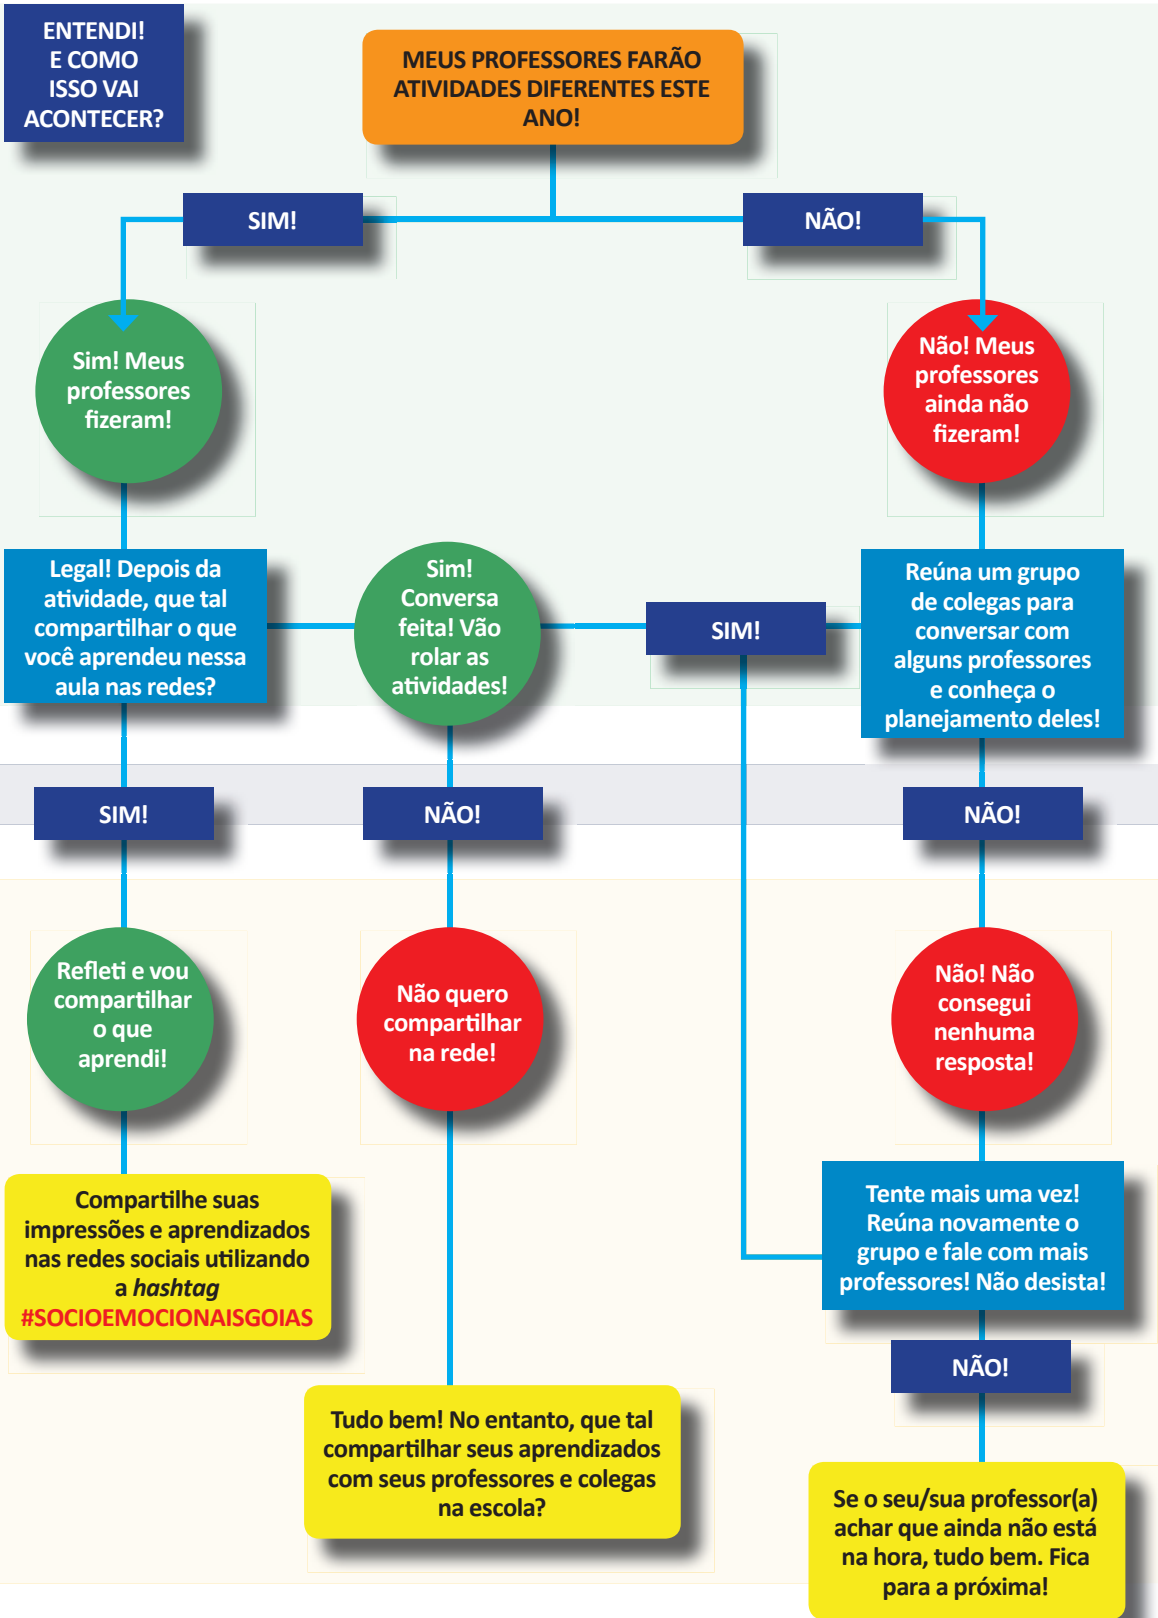 ENTENDI!
E COMO
ISSO VAI
ACONTECER?
MEUS PROFESSORES FARÃO
ATIVIDADES DIFERENTES ESTE
ANO!
SIM!
NÃO!
Sim! Meus
professores
fizeram!
Não! Meus
professores
ainda não
fizeram!
Legal! Depois da
atividade, que tal
compartilhar o que
você aprendeu nessa
aula nas redes?
Sim!
Conversa
feita! Vão
rolar as
atividades!
SIM!
Reúna um grupo
de colegas para
conversar com
alguns professores
e conheça o
planejamento deles!
SIM!
NÃO!
NÃO!
Refleti e vou
compartilhar
o que
aprendi!
Não quero
compartilhar
na rede!
Não! Não
consegui
nenhuma
resposta!
Compartilhe suas
impressões e aprendizados
nas redes sociais utilizando
a hashtag
#SOCIOEMOCIONAISGOIAS
Tente mais uma vez!
Reúna novamente o
grupo e fale com mais
professores! Não desista!
NÃO!
Tudo bem! No entanto, que tal
compartilhar seus aprendizados
com seus professores e colegas
na escola?
Se o seu/sua professor(a)
achar que ainda não está
na hora, tudo bem. Fica
para a próxima!